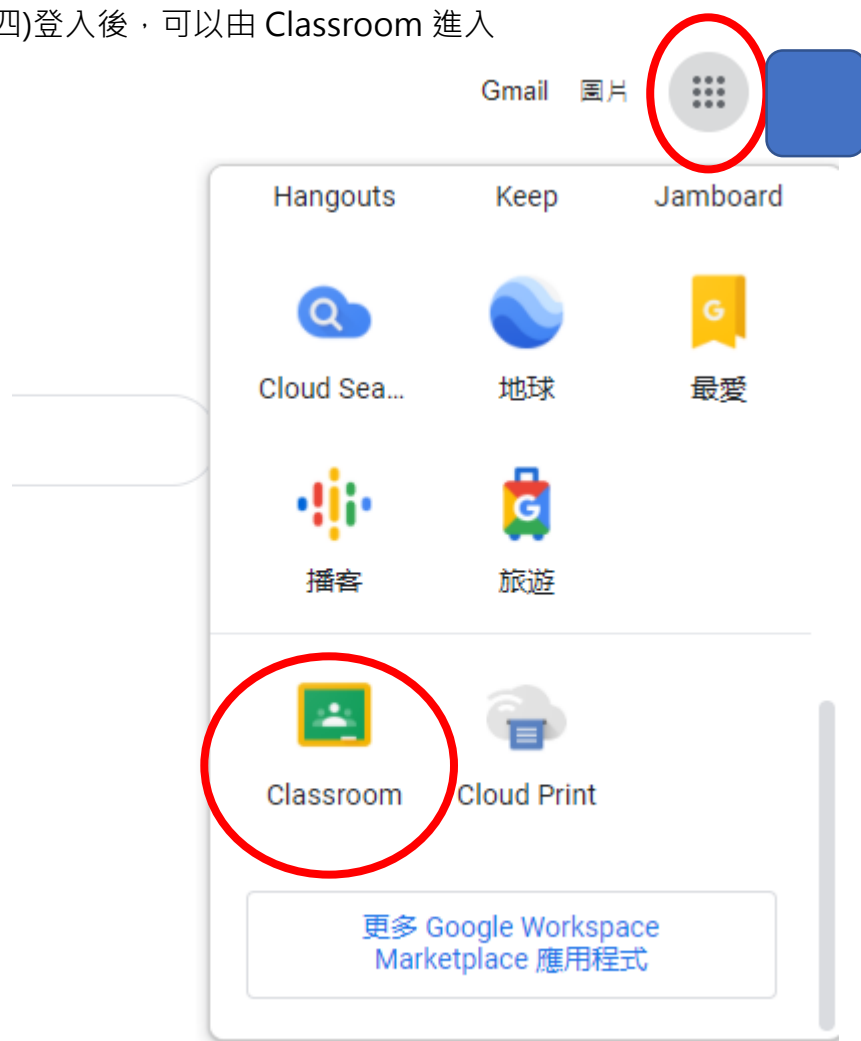 四)登入後，可以由 Classroom 進入
Gmail 圖片
Hangouts Keep Jamboard
Cloud Sea... 地球 最愛
播客 旅遊
Classroom Cloud Print
更多 Google Workspace
Marketplace 應用程式